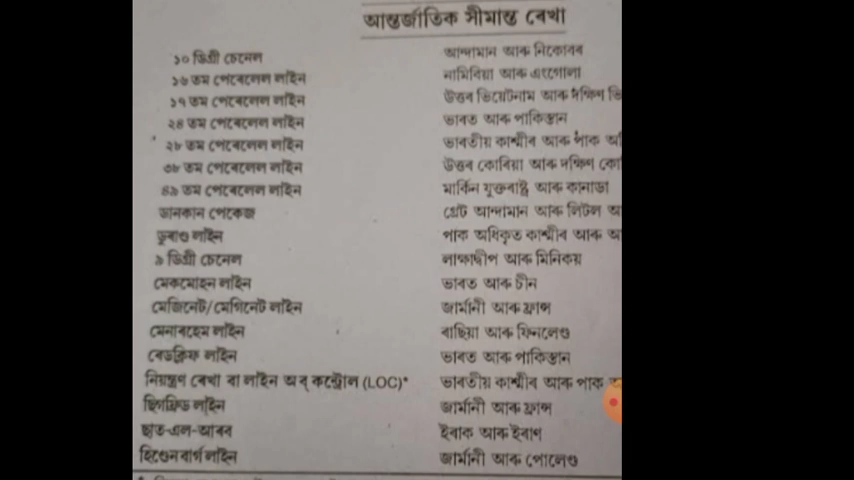 আন্তৰ্জাতিক সীমান্ত ৰেখা
১০ ডিগ্ৰী চেনেল আন্দামান আৰু নিকোবৰ
১৬ তম পেৰেলেল লাইন নামিবিয়া আৰু এংগোলা
১৭ তম পেৰেলেল লাইন উত্তৰ ভিয়েটনাম আৰু দক্ষিণ ভি
২৪ তম পেৰেলেল লাইন ভাৰত আৰু পাকিস্তান
২৮ তম পেৰেলেল লাইন ভাৰতীয় কাশ্মীৰ আৰু পাক অ
৩৮ তম পেৰেলেল লাইন উত্তৰ কোৰিয়া আৰু দক্ষিণ কো
৪৯ তম পেৰেলেল লাইন মাৰ্কিন যুক্তৰাষ্ট্ৰ আৰু কানাডা
ডানকান পেকেজ গ্ৰেট আন্দামান আৰু লিটল আ
ডুৰাণ্ড লাইন পাক অধিকৃত কাশ্মীৰ আৰু আ
৯ ডিগ্ৰী চেনেল লাক্ষাদ্বীপ আৰু মিনিকয়
মেকমোহন লাইন ভাৰত আৰু চীন
মেজিনেট/মেগিনেট লাইন জাৰ্মানী আৰু ফ্ৰান্স
মেনাৰহেম লাইন ৰাছিয়া আৰু ফিনলেণ্ড
ৰেডক্লিফ লাইন ভাৰত আৰু পাকিস্তান
নিয়ন্ত্ৰণ ৰেখা বা লাইন অব্ কন্ট্ৰোল (LOC)* ভাৰতীয় কাশ্মীৰ আৰু পাক
ছিগফ্ৰিড লাইন জাৰ্মানী আৰু ফ্ৰান্স
ছাত-এল-আৰব ইৰাক আৰু ইৰাণ
হিণ্ডেনবাৰ্গ লাইন জাৰ্মানী আৰু পোলেণ্ড